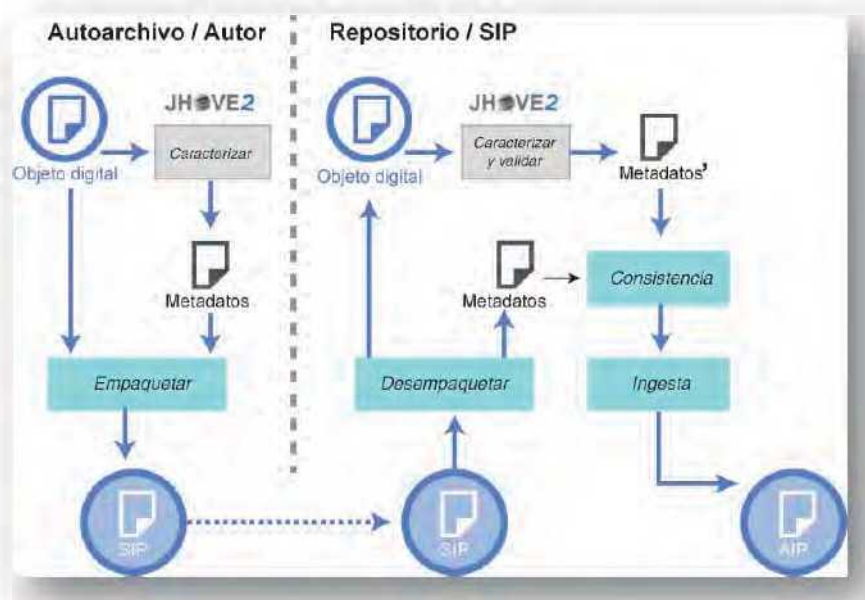 Autoarchivo / Autor
Repositorio / SIP
JHOVE2
Caracterizar
Objeto digital
Metadatos
Empaquetar
SIP
JHOVE2
Caracterizar
y validar
Objeto digital
Metadatos’
Metadatos
Consistencia
Desempaquetar
Ingesta
SIP
AIP